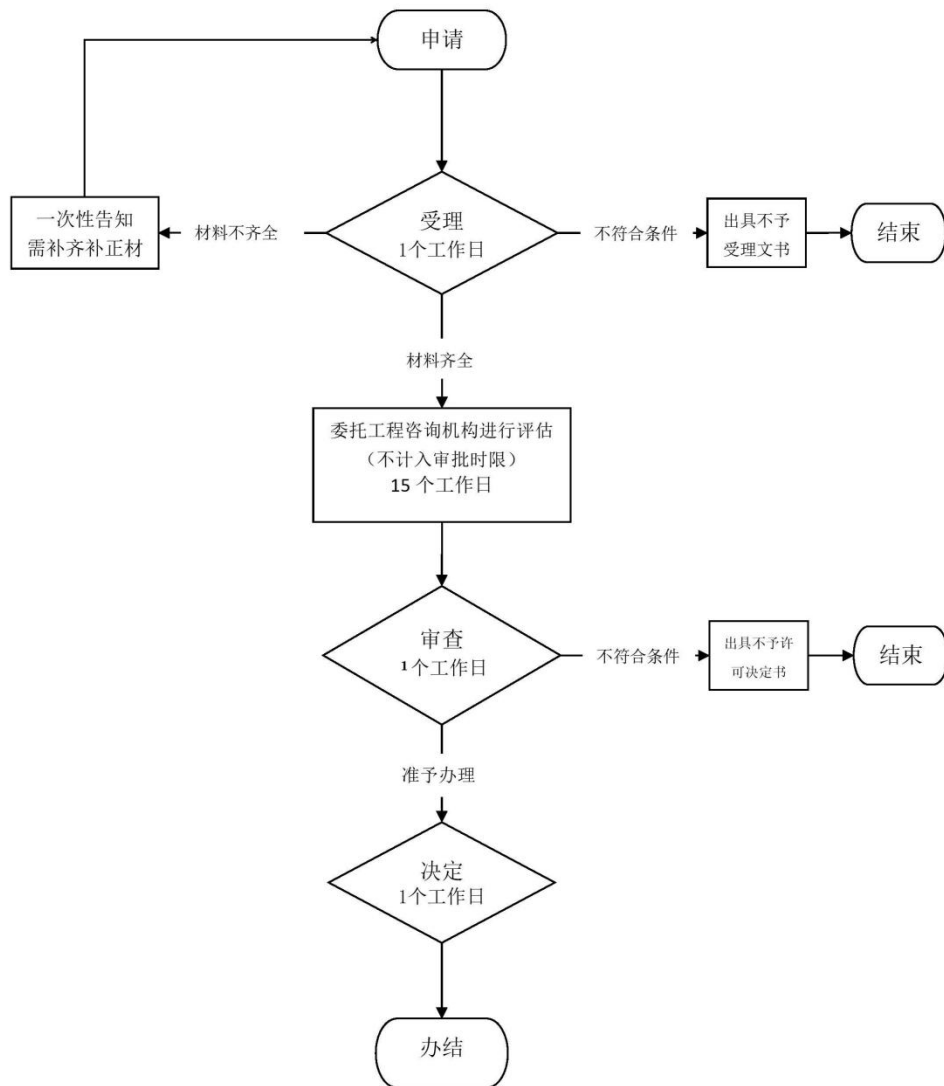 申请
一次性告知
需补齐补正材
材料不齐全
受理
1个工作日
不符合条件
出具不予
受理文书
结束
材料齐全
委托工程咨询机构进行评估
（不计入审批时限）
15 个工作日
审查
1个工作日
不符合条件
出具不予许
可决定书
结束
准予办理
决定
1个工作日
办结